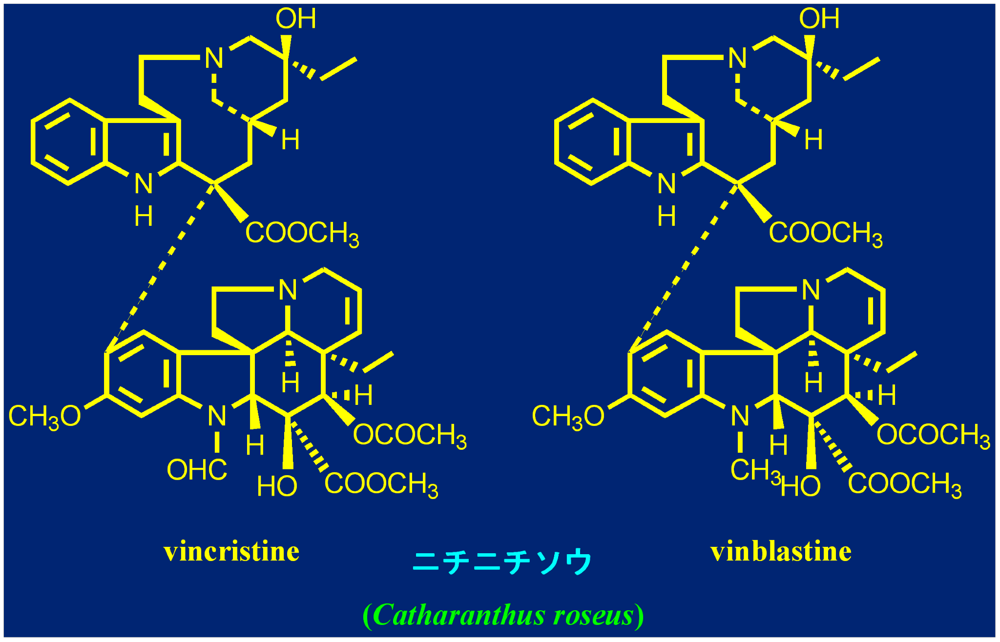 OH
OH
N
N
H
H
N
H
N
H
COOCH3
COOCH3
N
N
H
H
H
H
CH3O
N
CH3O
N
OCOCH3
OCOCH3
H
H
OHC
CH3
HO
COOCH3
HO
COOCH3
vincristine
vinblastine
ニチニチソウ
(Catharanthus roseus)